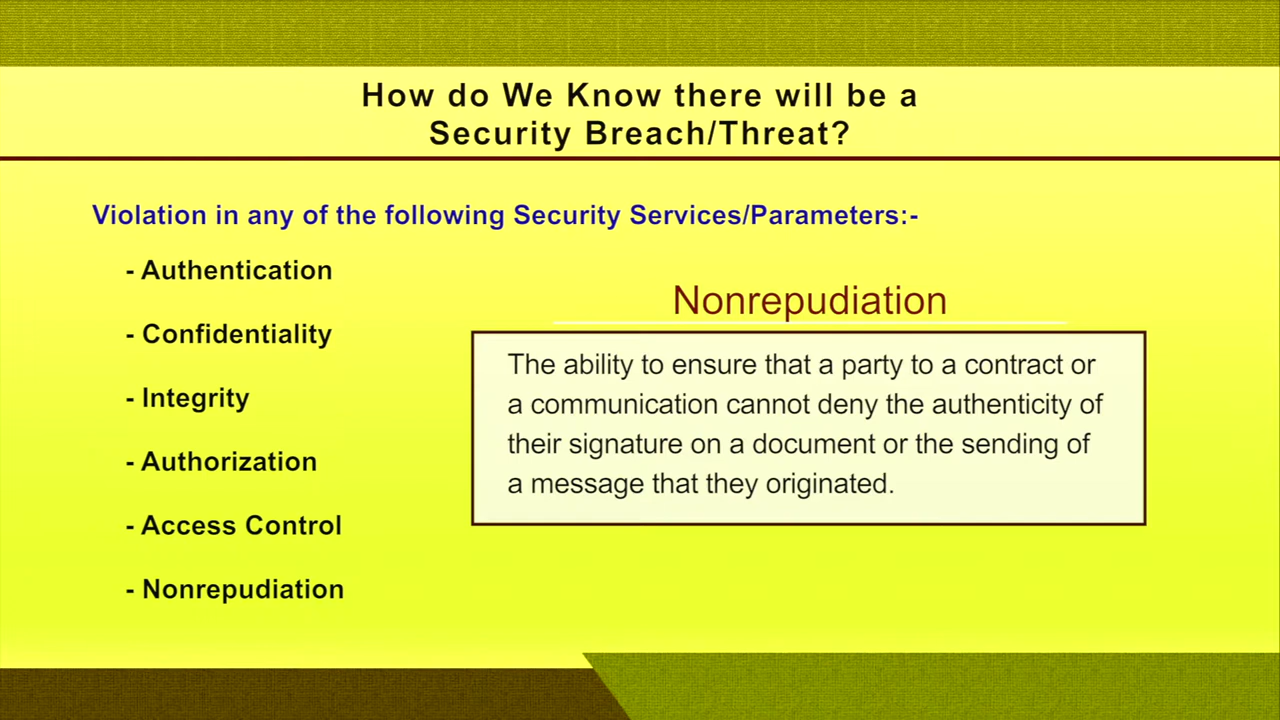 How do We Know there will be a
Security Breach/Threat?
Violation in any of the following Security Services/Parameters:-
- Authentication
- Confidentiality
- Integrity
- Authorization
- Access Control
- Nonrepudiation
Nonrepudiation
The ability to ensure that a party to a contract or
a communication cannot deny the authenticity of
their signature on a document or the sending of
a message that they originated.